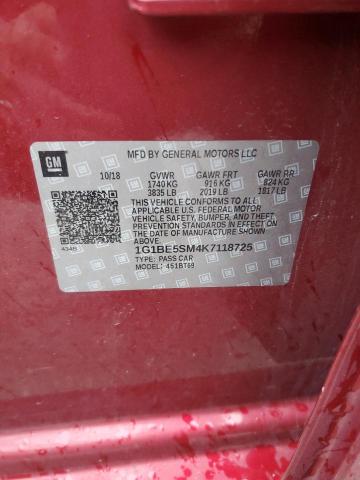 GM
MFD BY GENERAL MOTORS LLC
10/18 GVWR GAWR FRT GAWR RR
1740 KG 916 KG 824 KG
3835 LB 2019 LB 1817 LB
THIS VEHICLE CONFORMS TO ALL
APPLICABLE U.S. FEDERAL MOTOR
VEHICLE SAFETY, BUMPER, AND THEFT
PREVENTION STANDARDS IN EFFECT ON
THE DATE OF MANUFACTURE SHOWN ABOVE.
1G1BE5SM4K7118725
TYPE: PASS CAR